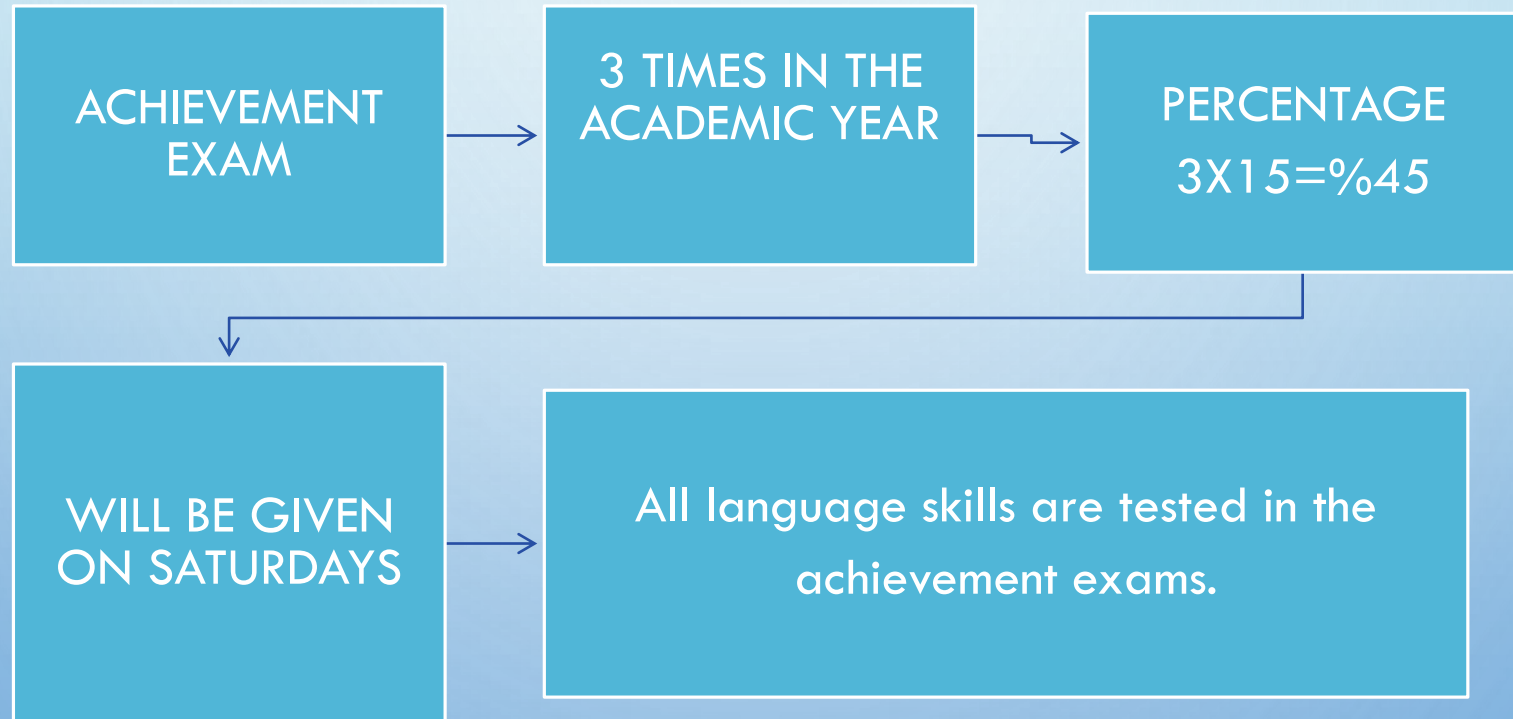 ACHIEVEMENT
EXAM
3 TIMES IN THE
ACADEMIC YEAR
PERCENTAGE
3X15=%45
WILL BE GIVEN
ON SATURDAYS
All language skills are tested in the
achievement exams.